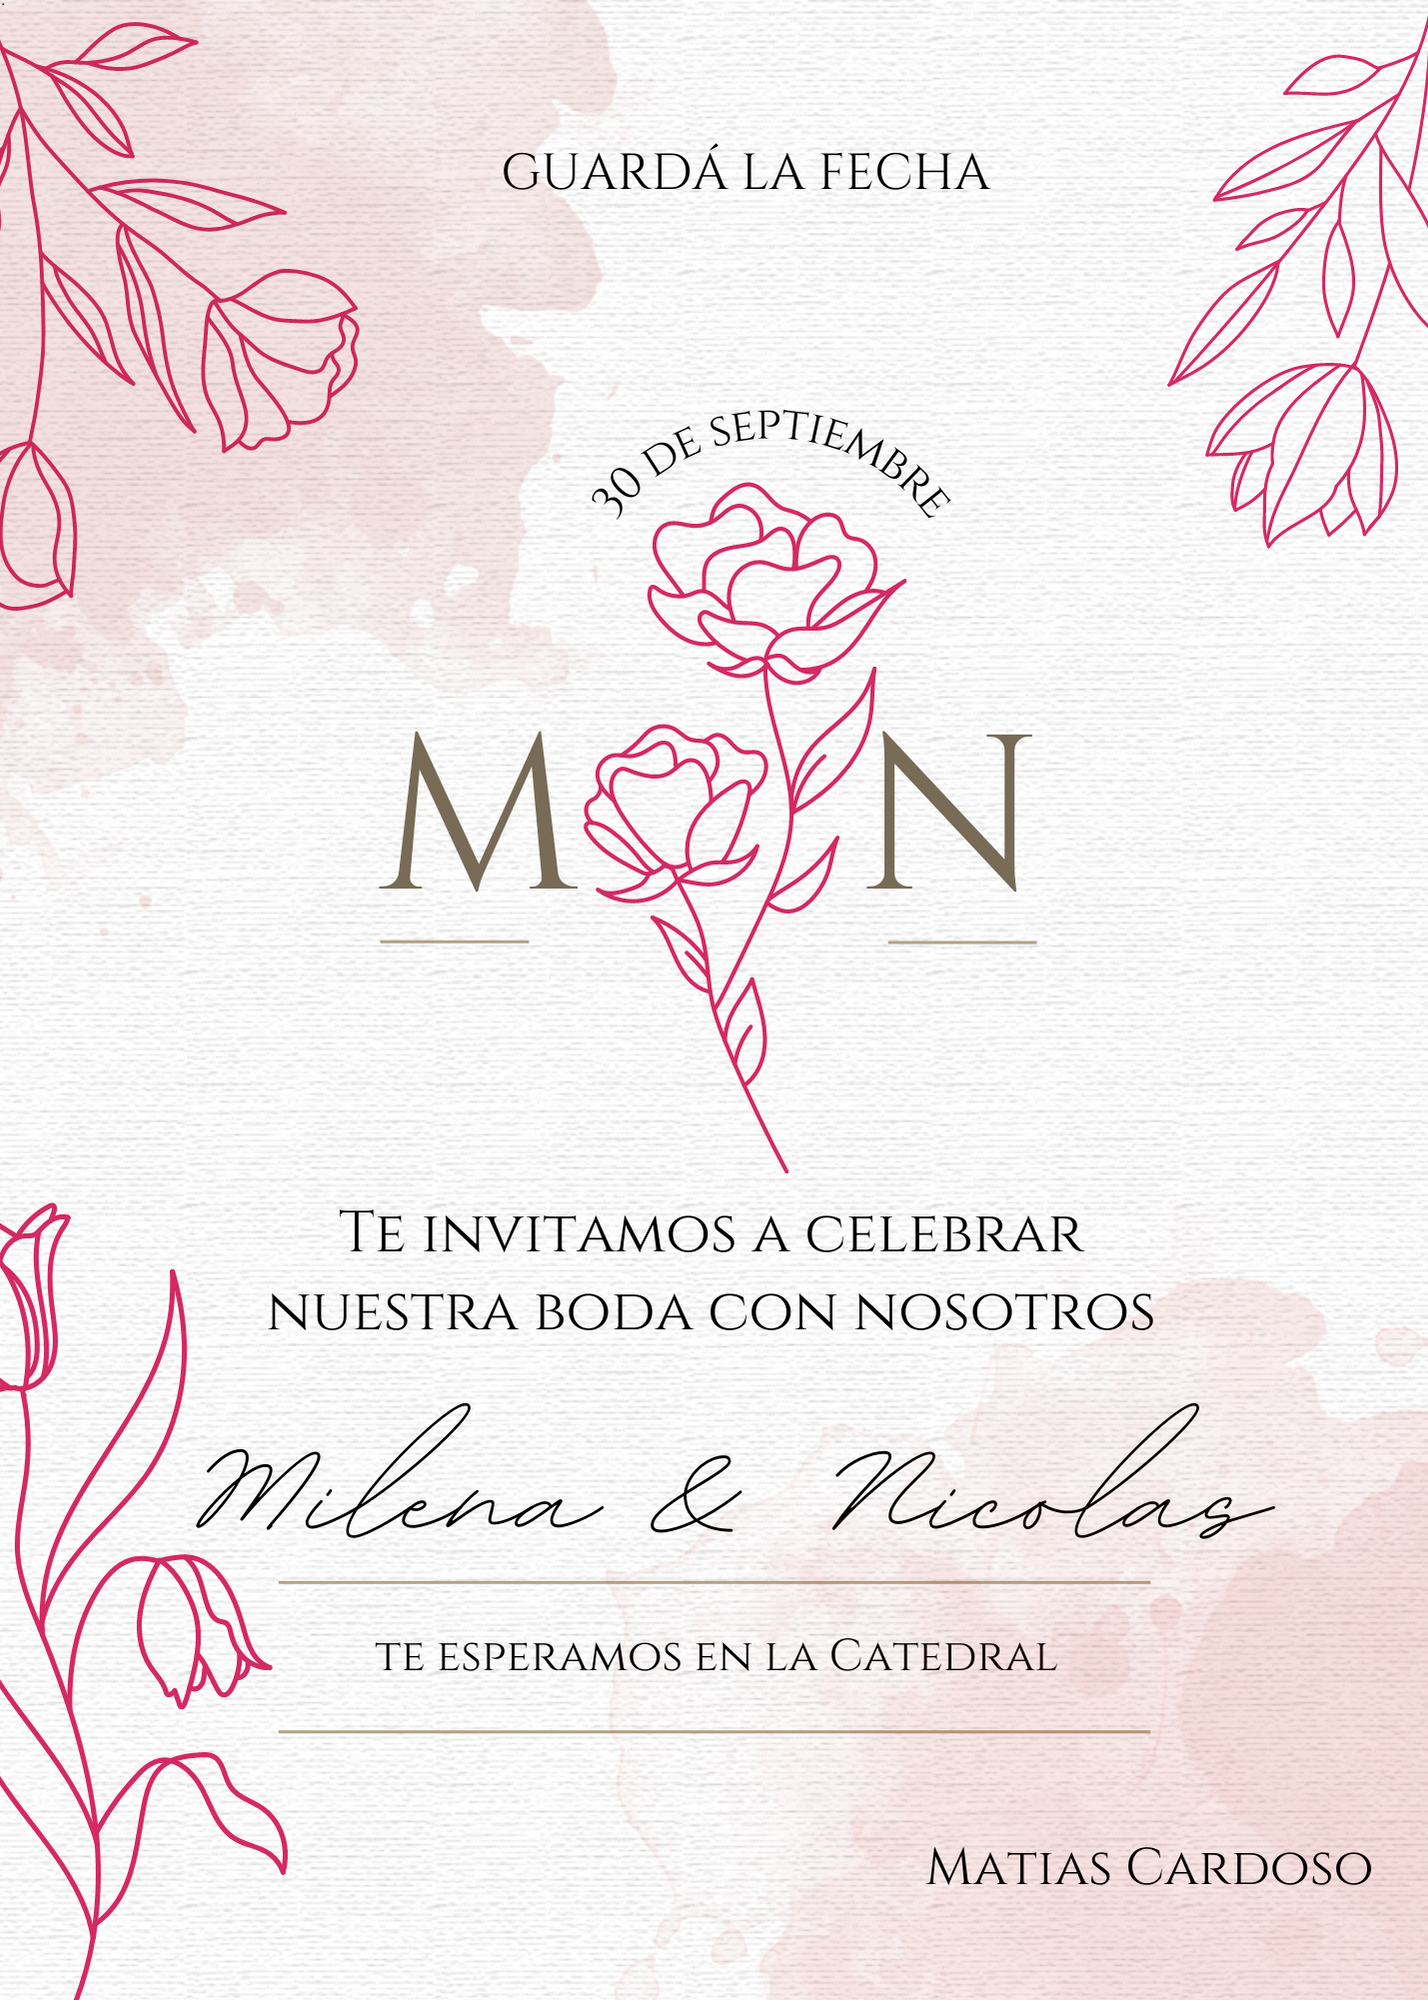 GUARDÁ LA FECHA
30 DE SEPTIEMBRE
M N
Te invitamos a celebrar
nuestra boda con nosotros
Milena & Nicolas
te esperamos en la Catedral
Matias Cardoso